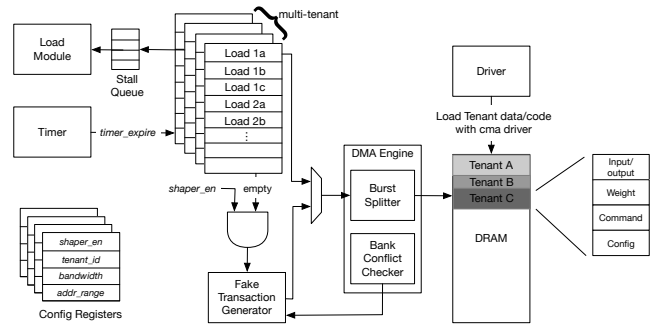 multi-tenant
Load
Module
Stall
Queue
Load 1a
Load 1b
Load 1c
Load 2a
Load 2b
⋮
Timer
timer_expire
Driver
Load Tenant data/code
with cma driver
shaper_en
empty
DMA Engine
Burst
Splitter
Bank
Conflict
Checker
Tenant A
Tenant B
Tenant C
DRAM
Input/
output
Weight
Command
Config
shaper_en
tenant_id
bandwidth
addr_range
Config Registers
Fake
Transaction
Generator